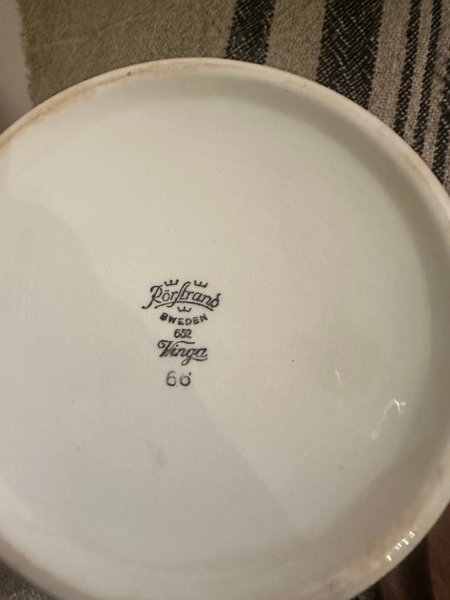 Rörstrand
SWEDEN
652
Vinga
66